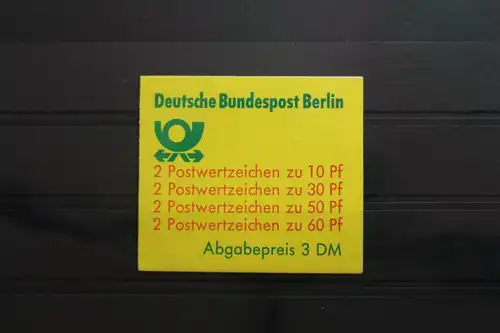 Deutsche Bundespost Berlin
2 Postwertzeichen zu 10 Pf
2 Postwertzeichen zu 30 Pf
2 Postwertzeichen zu 50 Pf
2 Postwertzeichen zu 60 Pf
Abgabepreis 3 DM